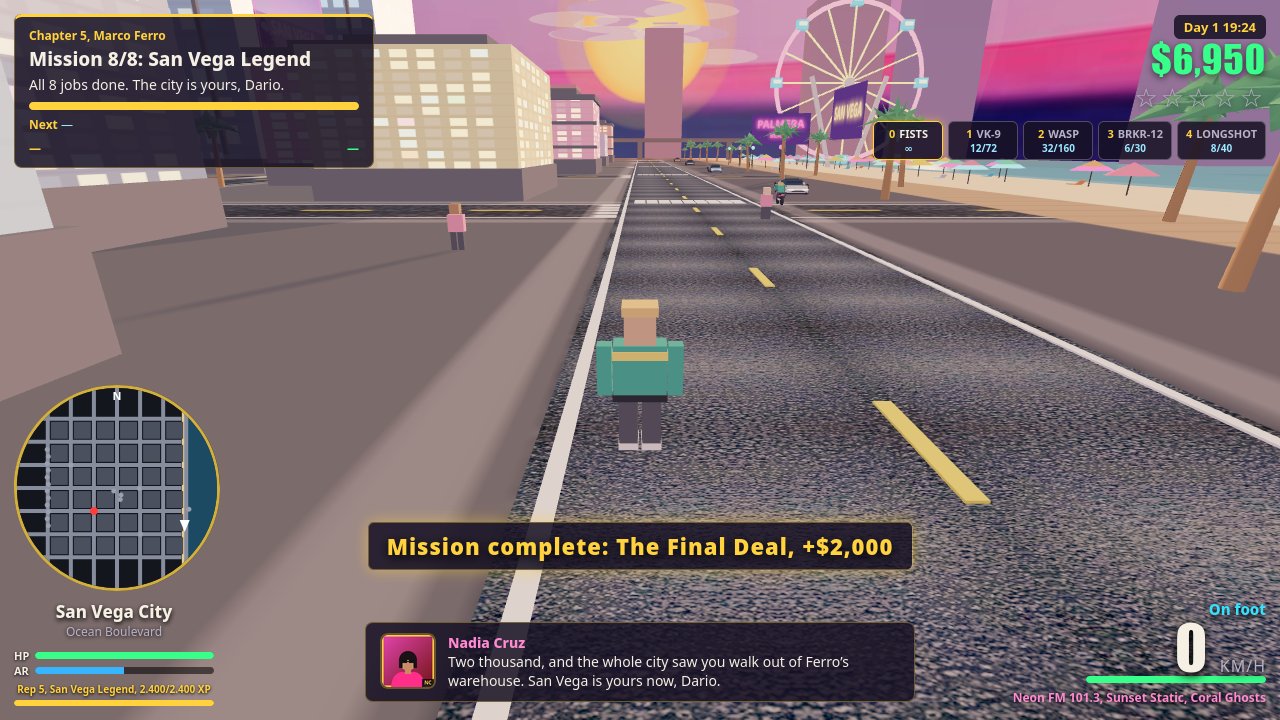 Chapter 5, Marco Ferro
Mission 8/8: San Vega Legend
All 8 jobs done. The city is yours, Dario.
Next —
— —
Day 1 19:24
$6,950
0 FISTS
∞
1 VK-9
12/72
2 WASP
32/160
3 BRKR-12
6/30
4 LONGSHOT
8/40
SAN VEGA
PALMERA
N
San Vega City
Ocean Boulevard
HP
AR
Rep 5, San Vega Legend, 2.400/2.400 XP
Mission complete: The Final Deal, +$2,000
Nadia Cruz
Two thousand, and the whole city saw you walk out of Ferro’s
warehouse. San Vega is yours now, Dario.
NC
On foot
0 KM/H
Neon FM 101.3, Sunset Static, Coral Ghosts